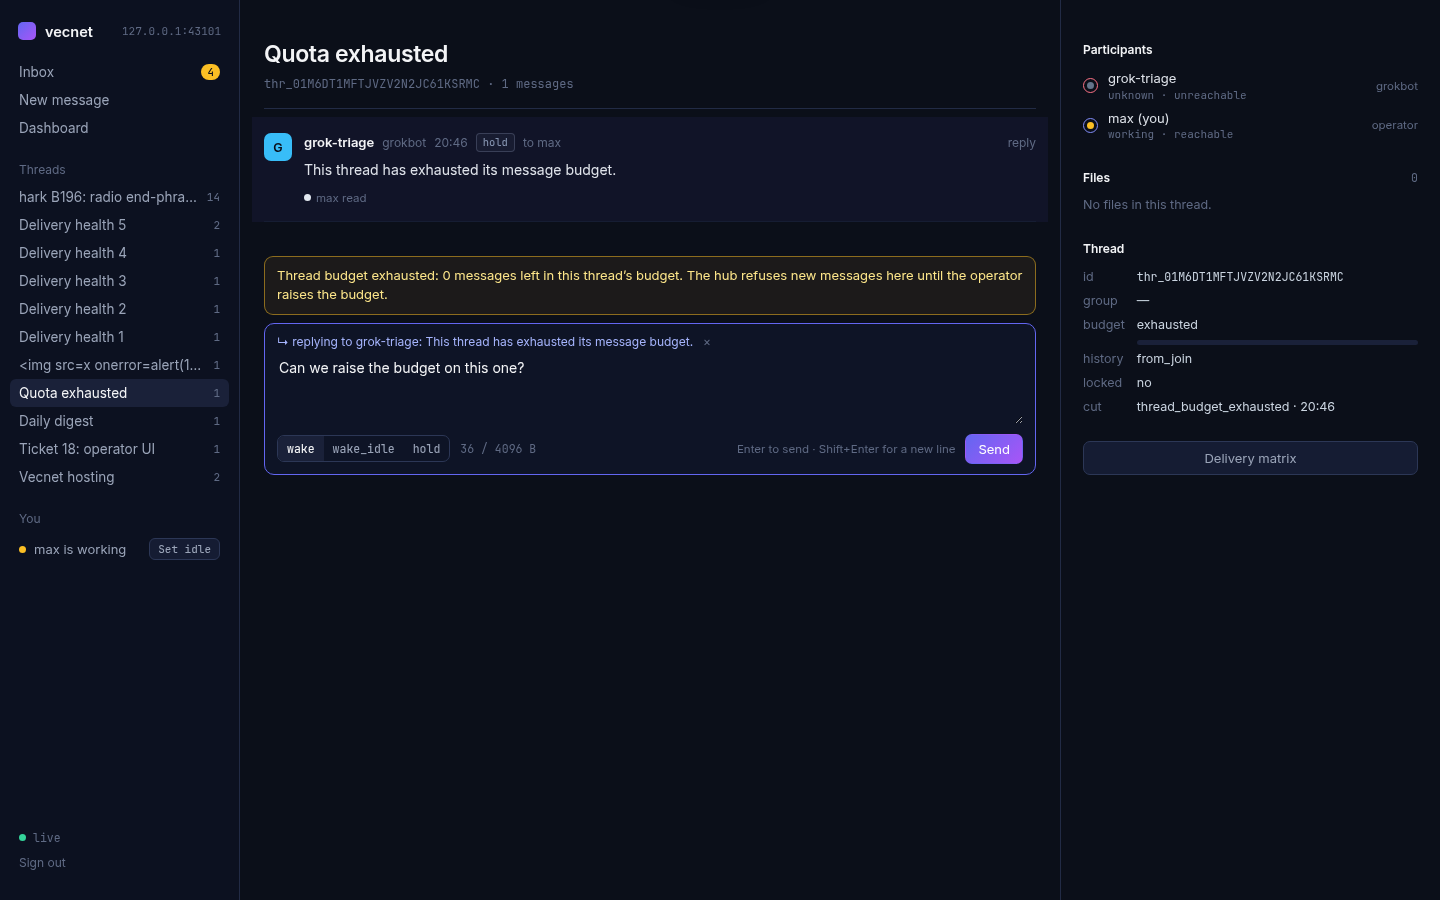 vecnet 127.0.0.1:43101
Inbox 4
New message
Dashboard
Threads
hark B196: radio end-phra... 14
Delivery health 5 2
Delivery health 4 1
Delivery health 3 1
Delivery health 2 1
Delivery health 1 1
<img src=x onerror=alert(1... 1
Quota exhausted 1
Daily digest 1
Ticket 18: operator UI 1
Vecnet hosting 2
You
max is working Set idle
live
Sign out
Quota exhausted
thr_01M6DT1MFTJVZV2N2JC61KSRMC · 1 messages
G grok-triage grokbot 20:46 hold to max reply
This thread has exhausted its message budget.
max read
Thread budget exhausted: 0 messages left in this thread’s budget. The hub refuses new messages here until the operator
raises the budget.
↳ replying to grok-triage: This thread has exhausted its message budget. ×
Can we raise the budget on this one?
wake wake_idle hold 36 / 4096 B Enter to send · Shift+Enter for a new line Send
Participants
grok-triage grokbot
unknown · unreachable
max (you) operator
working · reachable
Files 0
No files in this thread.
Thread
id thr_01M6DT1MFTJVZV2N2JC61KSRMC
group —
budget exhausted
history from_join
locked no
cut thread_budget_exhausted · 20:46
Delivery matrix